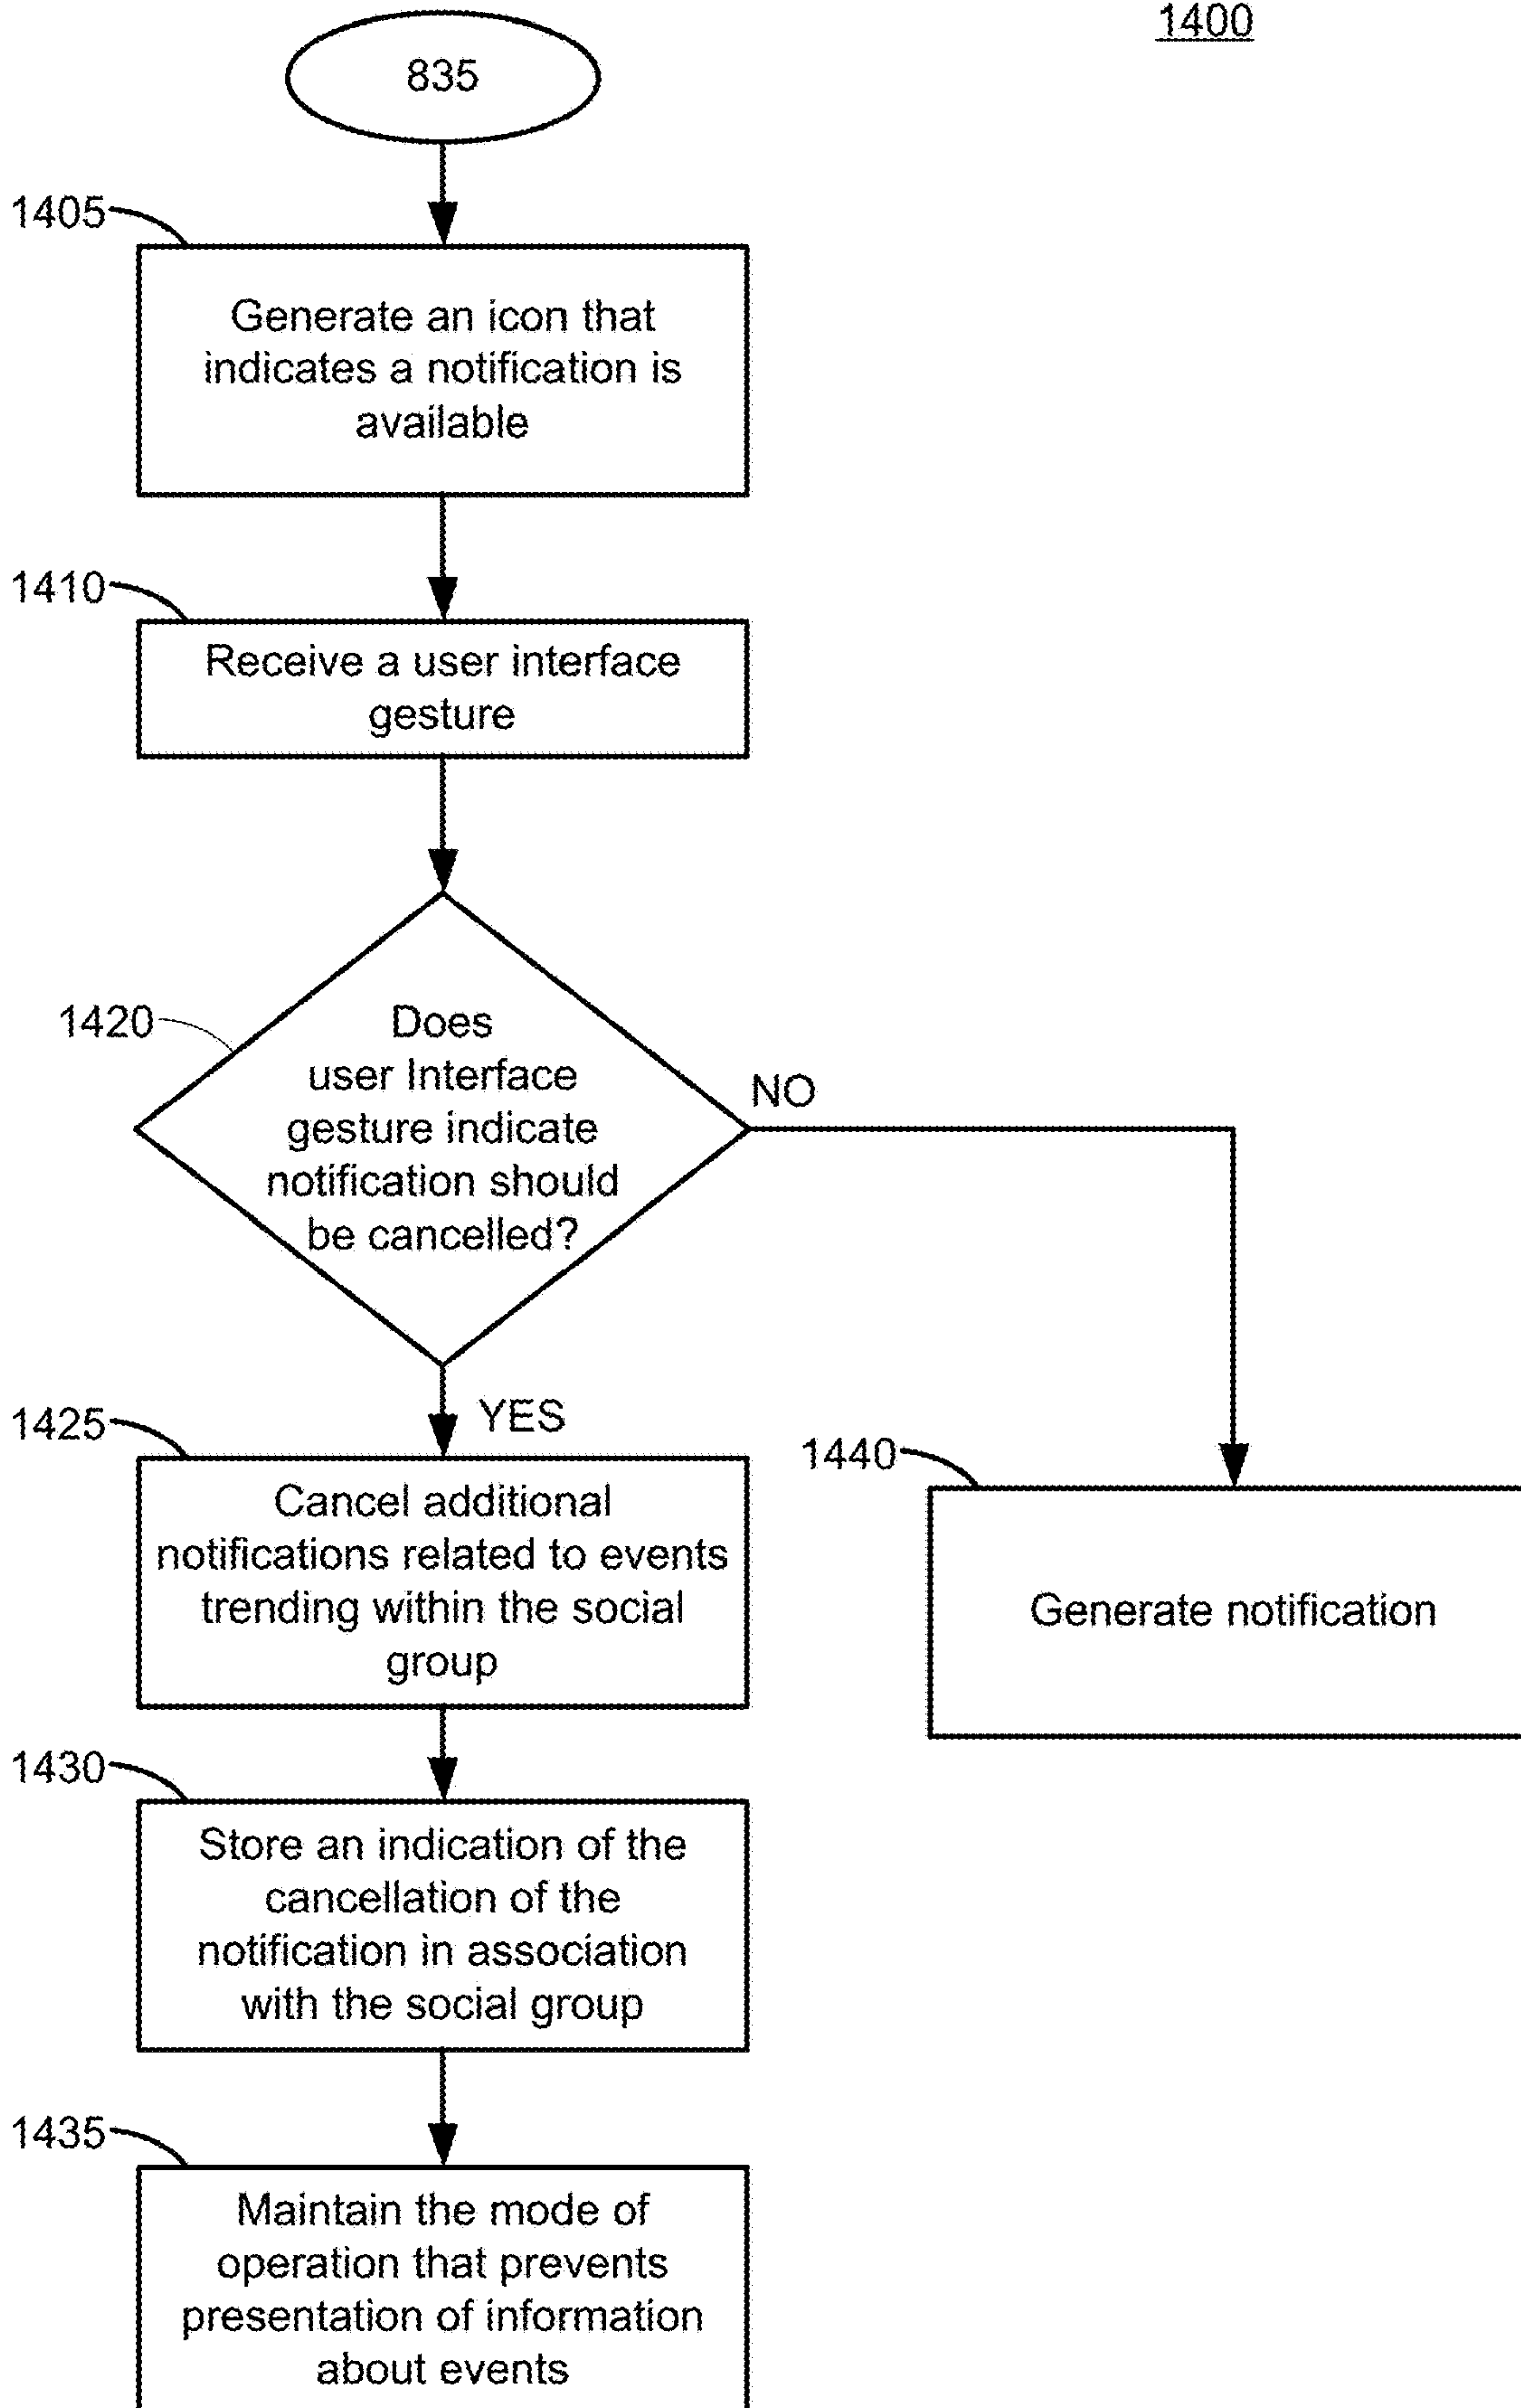 1400
835
1405
Generate an icon that
indicates a notification is
available
1410
Receive a user interface
gesture
1420
Does
user Interface
gesture indicate
notification should
be cancelled?
NO
YES
1425
Cancel additional
notifications related to events
trending within the social
group
1440
Generate notification
1430
Store an indication of the
cancellation of the
notification in association
with the social group
1435
Maintain the mode of
operation that prevents
presentation of information
about events